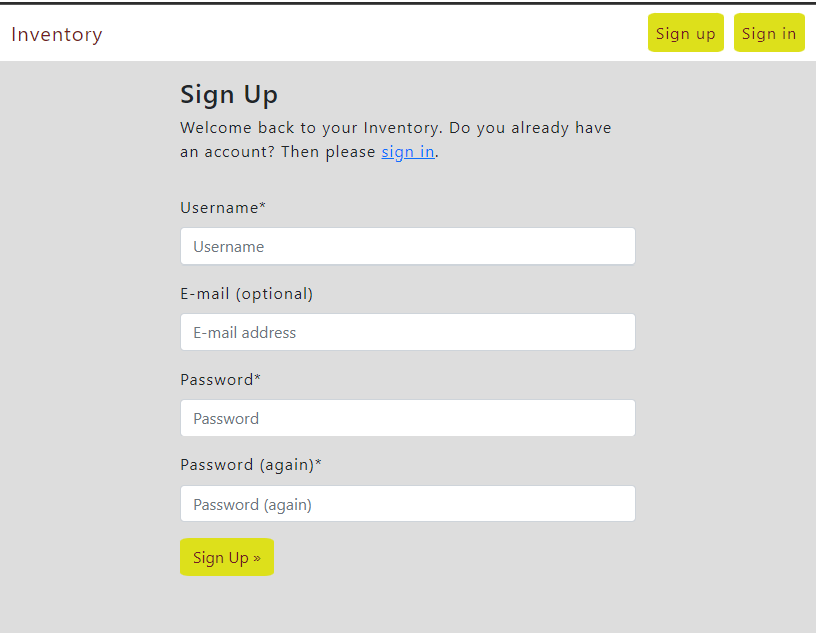 Inventory
Sign up
Sign in
Sign Up
Welcome back to your Inventory. Do you already have
an account? Then please sign in.
Username*
Username
E-mail (optional)
E-mail address
Password*
Password
Password (again)*
Password (again)
Sign Up »